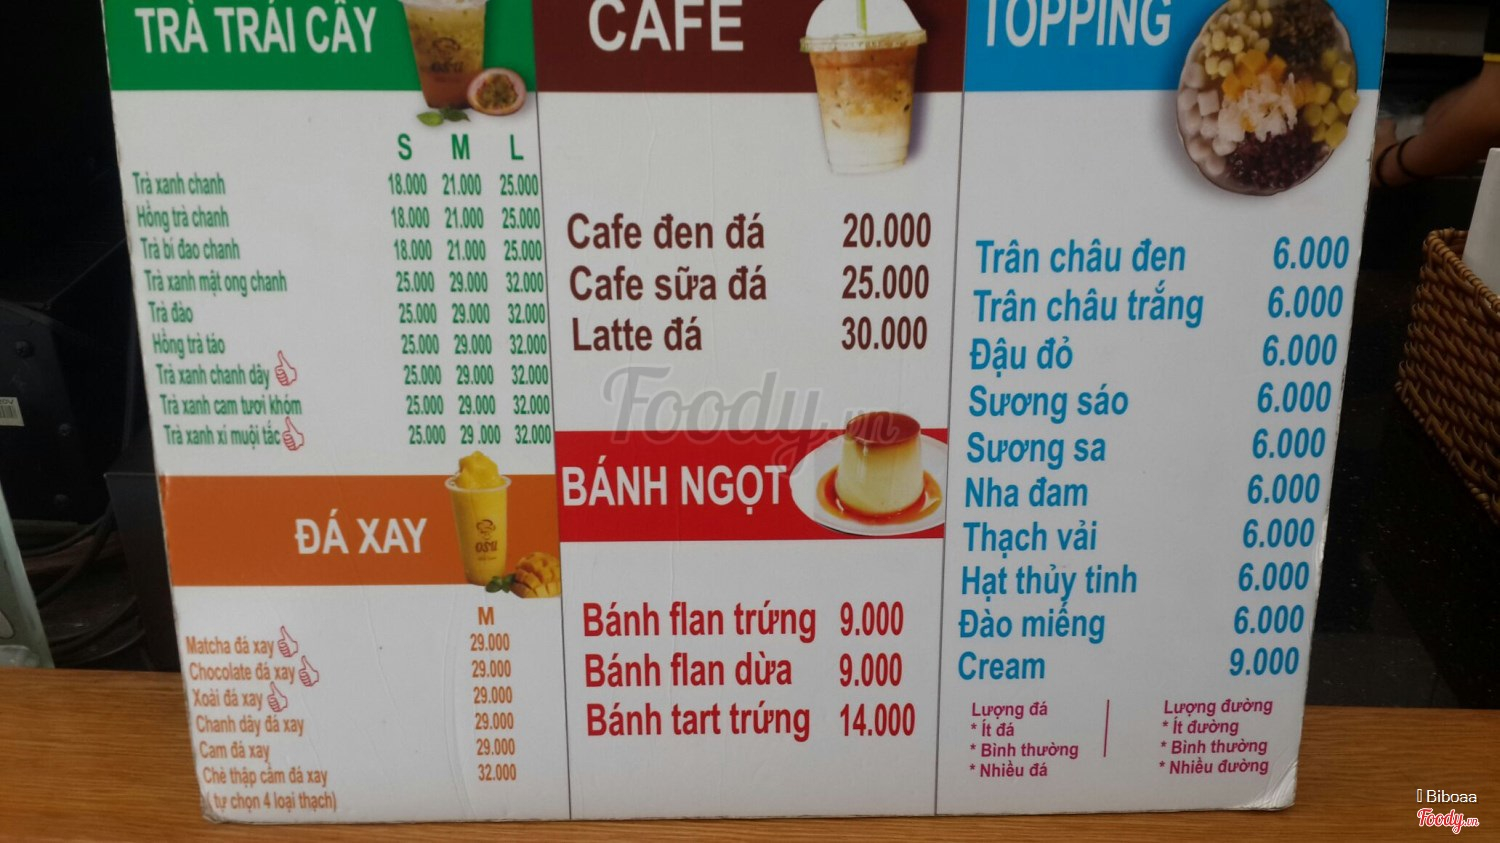 TRÀ TRÁI CÂY
S M L
Trà xanh chanh 18.000 21.000 25.000
Hồng trà chanh 18.000 21.000 25.000
Trà bí đao chanh 18.000 21.000 25.000
Trà xanh mật ong chanh 25.000 29.000 32.000
Trà đào 25.000 29.000 32.000
Hồng trà táo 25.000 29.000 32.000
Trà xanh chanh dây 25.000 29.000 32.000
Trà xanh cam tươi khóm 25.000 29.000 32.000
Trà xanh xí muội tắc 25.000 29 .000 32.000
ĐÁ XAY
OSU
M
Matcha đá xay 29.000
Chocolate đá xay 29.000
Xoài đá xay 29.000
Chanh dây đá xay 29.000
Cam đá xay 29.000
Chè thập cẩm đá xay 32.000
( tự chọn 4 loại thạch)
CAFE
Cafe đen đá 20.000
Cafe sữa đá 25.000
Latte đá 30.000
BÁNH NGỌT
Bánh flan trứng 9.000
Bánh flan dừa 9.000
Bánh tart trứng 14.000
TOPPING
Trân châu đen 6.000
Trân châu trắng 6.000
Đậu đỏ 6.000
Sương sáo 6.000
Sương sa 6.000
Nha đam 6.000
Thạch vải 6.000
Hạt thủy tinh 6.000
Đào miếng 6.000
Cream 9.000
Lượng đá
* Ít đá
* Bình thường
* Nhiều đá
Lượng đường
* Ít đường
* Bình thường
* Nhiều đường
Foody.vn
Biboaa
Foody.vn